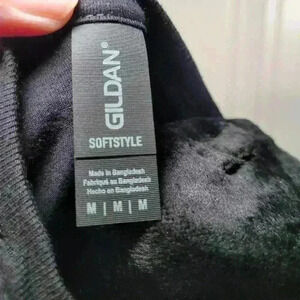 GILDAN®
SOFTSTYLE
Made in Bangladesh
Fabriqué au Bangladesh
Hecho en Bangladesh
M | M | M